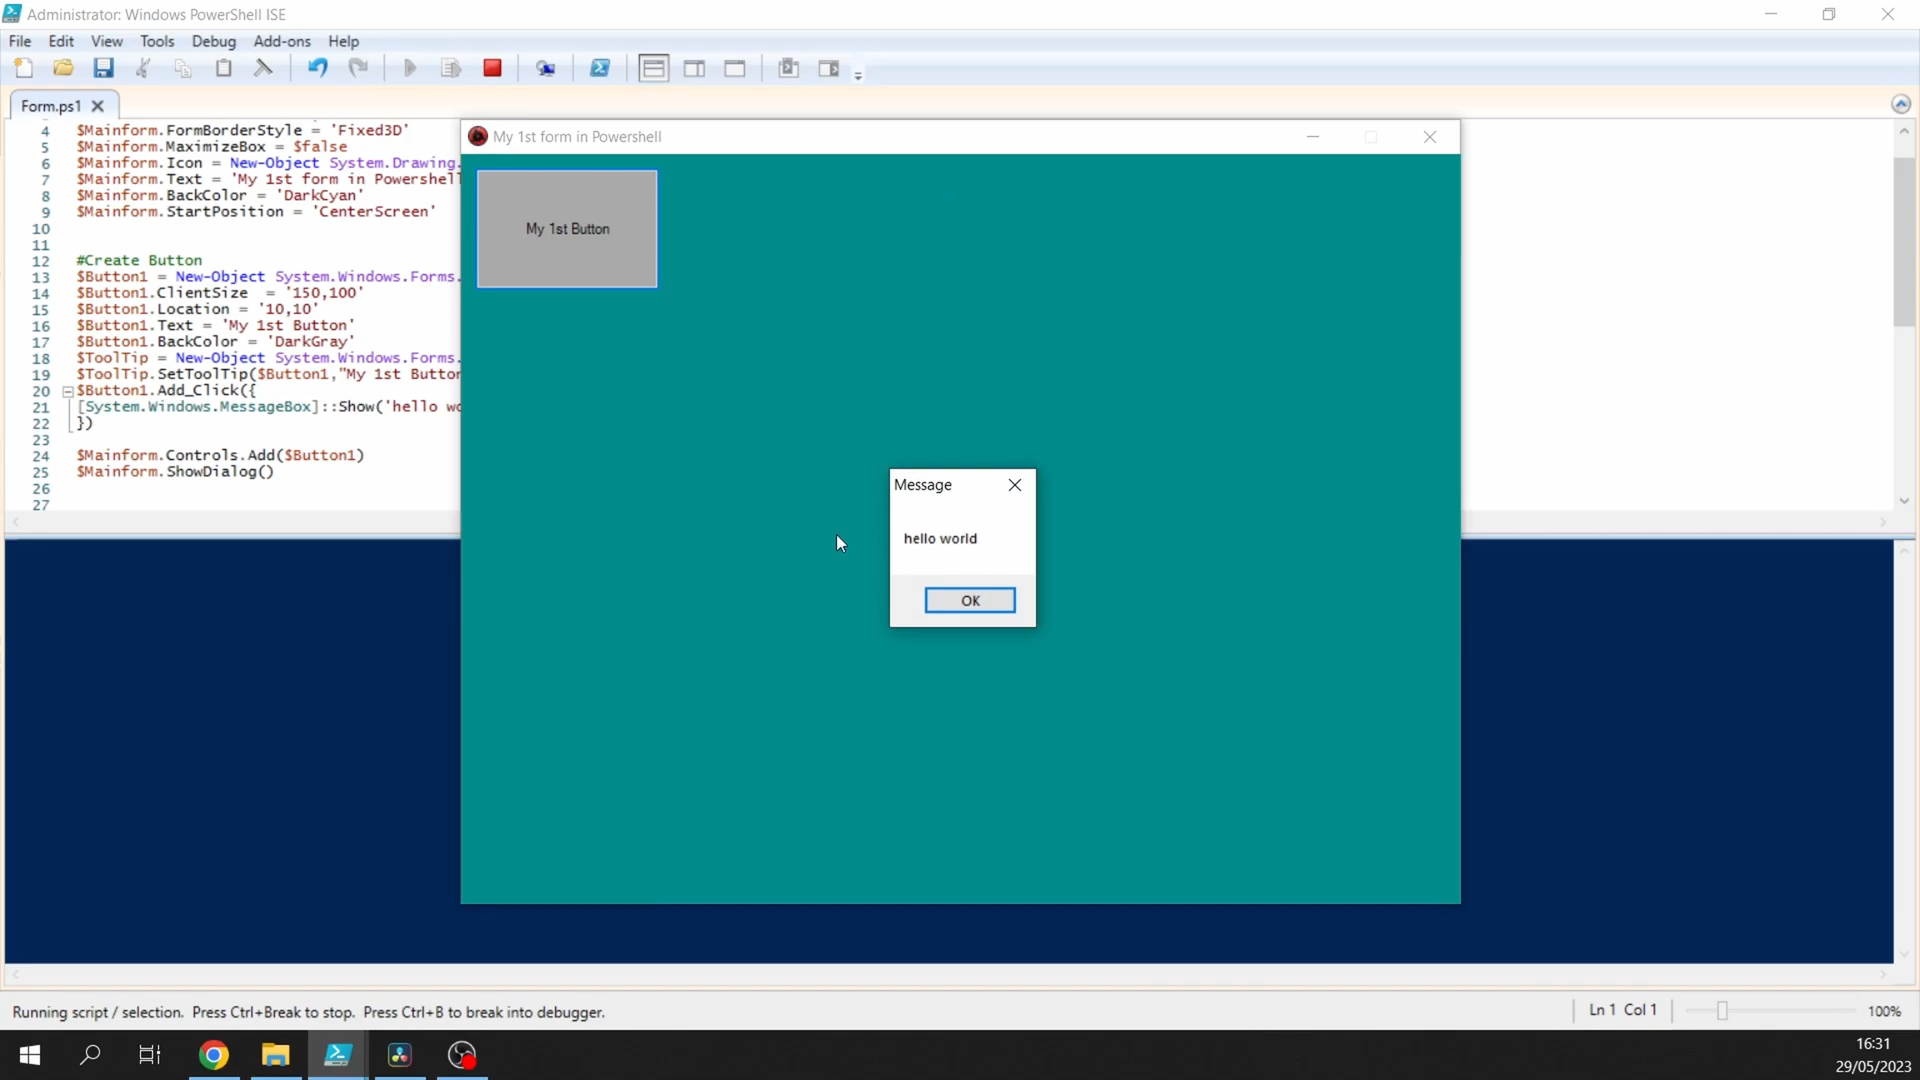 Administrator: Windows PowerShell ISE
File Edit View Tools Debug Add-ons Help
Form.ps1
4 $Mainform.FormBorderStyle = 'Fixed3D'
5 $Mainform.MaximizeBox = $false
6 $Mainform.Icon = New-Object System.Drawing.
7 $Mainform.Text = 'My 1st form in Powershell
8 $Mainform.BackColor = 'DarkCyan'
9 $Mainform.StartPosition = 'CenterScreen'
10
11
12 #Create Button
13 $Button1 = New-Object System.Windows.Forms.
14 $Button1.ClientSize = '150,100'
15 $Button1.Location = '10,10'
16 $Button1.Text = 'My 1st Button'
17 $Button1.BackColor = 'DarkGray'
18 $ToolTip = New-Object System.Windows.Forms.
19 $ToolTip.SetToolTip($Button1,"My 1st Button
20 $Button1.Add_Click({
21 [System.Windows.MessageBox]::Show('hello wo
22 })
23
24 $Mainform.Controls.Add($Button1)
25 $Mainform.ShowDialog()
26
27
My 1st form in Powershell
My 1st Button
Message
hello world
OK
Running script / selection. Press Ctrl+Break to stop. Press Ctrl+B to break into debugger.
Ln 1 Col 1
100%
16:31
29/05/2023